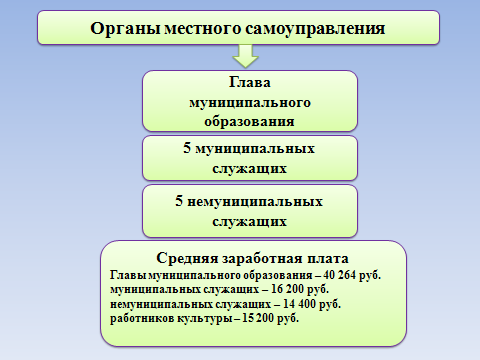 Органы местного самоуправления
Глава
муниципального
образования
5 муниципальных
служащих
5 немуниципальных
служащих
Средняя заработная плата
Главы муниципального образования – 40 264 руб.
муниципальных служащих – 16 200 руб.
немуниципальных служащих – 14 400 руб.
работников культуры – 15 200 руб.